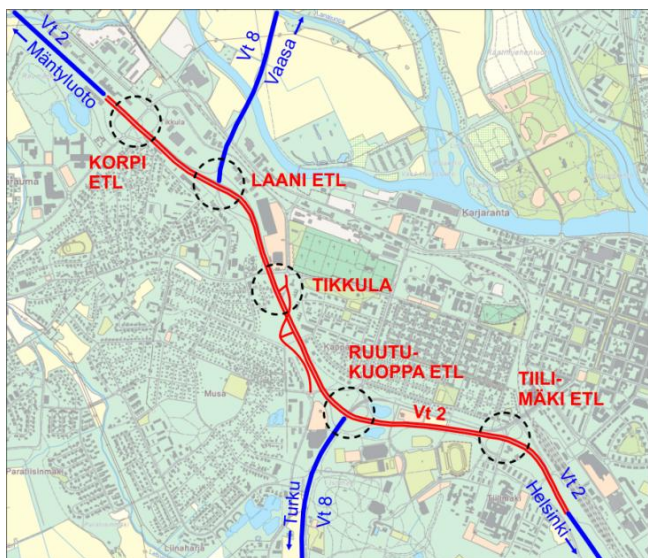 Vt 2
← Mäntyluoto
Vt 8
Vaasa →
KORPI
ETL
LAANI ETL
Karjaranta
TIKKULA
RUUTU-
KUOPPA ETL
TIILI-
MÄKI ETL
Musa
Vt 2
Vt 2
Helsinki →
← Turku
Vt 8
Liinaharja